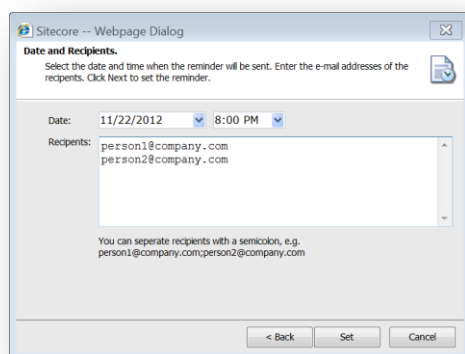 Sitecore -- Webpage Dialog
Date and Recipients.
Select the date and time when the reminder will be sent. Enter the e-mail addresses of the
recipents. Click Next to set the reminder.
Date: 11/22/2012 8:00 PM
Recipents: person1@company.com
person2@company.com
You can seperate recipients with a semicolon, e.g.
person1@company.com;person2@company.com
< Back Set Cancel